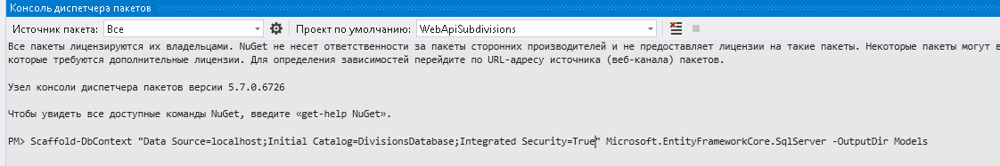 Консоль диспетчера пакетов
Источник пакета: Все Проект по умолчанию: WebApiSubdivisions
Все пакеты лицензируются их владельцами. NuGet не несет ответственности за пакеты сторонних производителей и не предоставляет лицензии на такие пакеты. Некоторые пакеты могут в
которые требуются дополнительные лицензии. Для определения зависимостей перейдите по URL-адресу источника (веб-канала) пакетов.
Узел консоли диспетчера пакетов версии 5.7.0.6726
Чтобы увидеть все доступные команды NuGet, введите «get-help NuGet».
PM> Scaffold-DbContext "Data Source=localhost;Initial Catalog=DivisionsDatabase;Integrated Security=True" Microsoft.EntityFrameworkCore.SqlServer -OutputDir Models